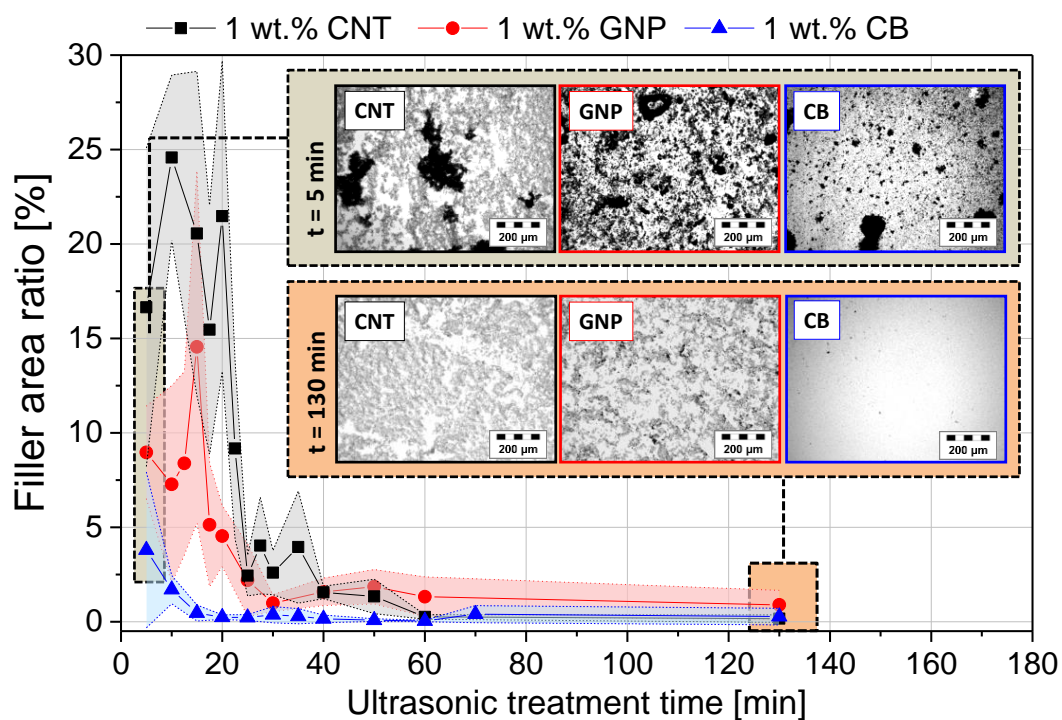 1 wt.% CNT 1 wt.% GNP 1 wt.% CB
30
25
20
15
10
5
0
Filler area ratio [%]
t = 5 min
CNT
GNP
CB
200 µm
200 µm
200 µm
t = 130 min
CNT
GNP
CB
200 µm
200 µm
200 µm
0 20 40 60 80 100 120 140 160 180
Ultrasonic treatment time [min]